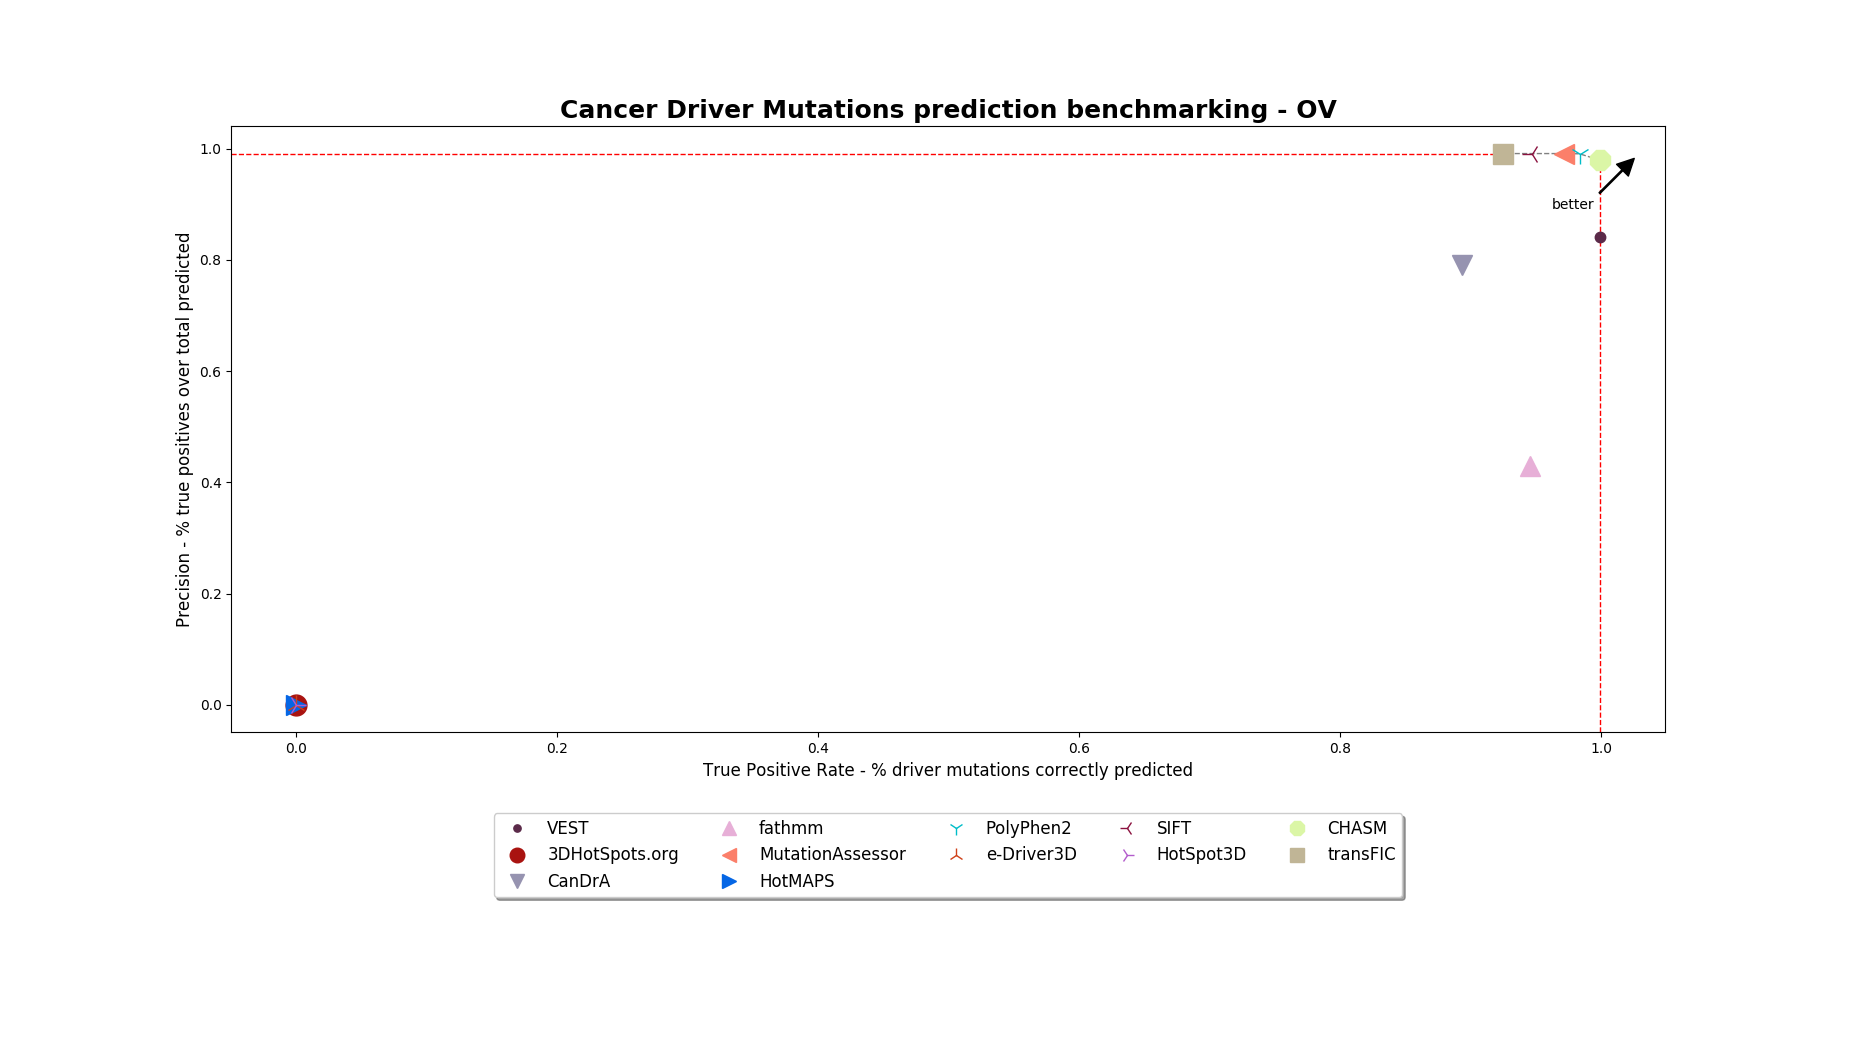 Cancer Driver Mutations prediction benchmarking - OV
Precision - % true positives over total predicted
1.0
0.8
0.6
0.4
0.2
0.0
better
0.0 0.2 0.4 0.6 0.8 1.0
True Positive Rate - % driver mutations correctly predicted
VEST fathmm PolyPhen2 SIFT CHASM
3DHotSpots.org MutationAssessor e-Driver3D HotSpot3D transFIC
CanDrA HotMAPS